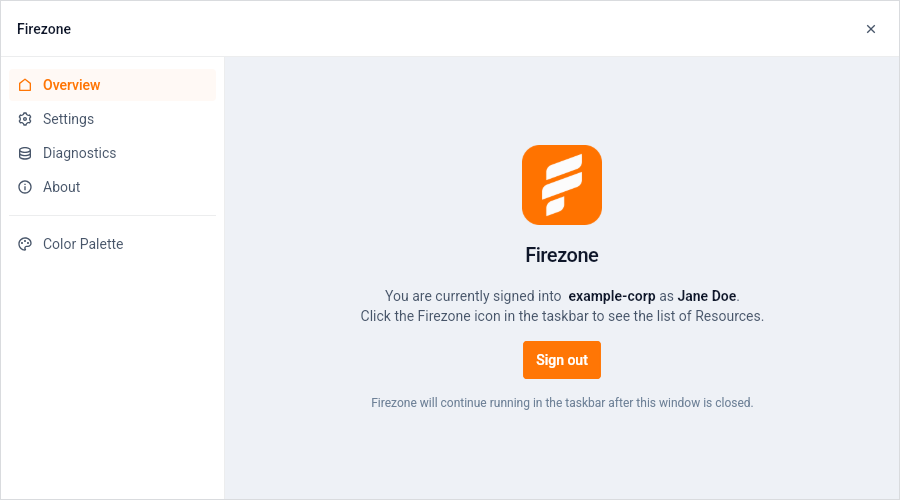 Firezone
Overview
Settings
Diagnostics
About
Color Palette
Firezone
You are currently signed into example-corp as Jane Doe.
Click the Firezone icon in the taskbar to see the list of Resources.
Sign out
Firezone will continue running in the taskbar after this window is closed.